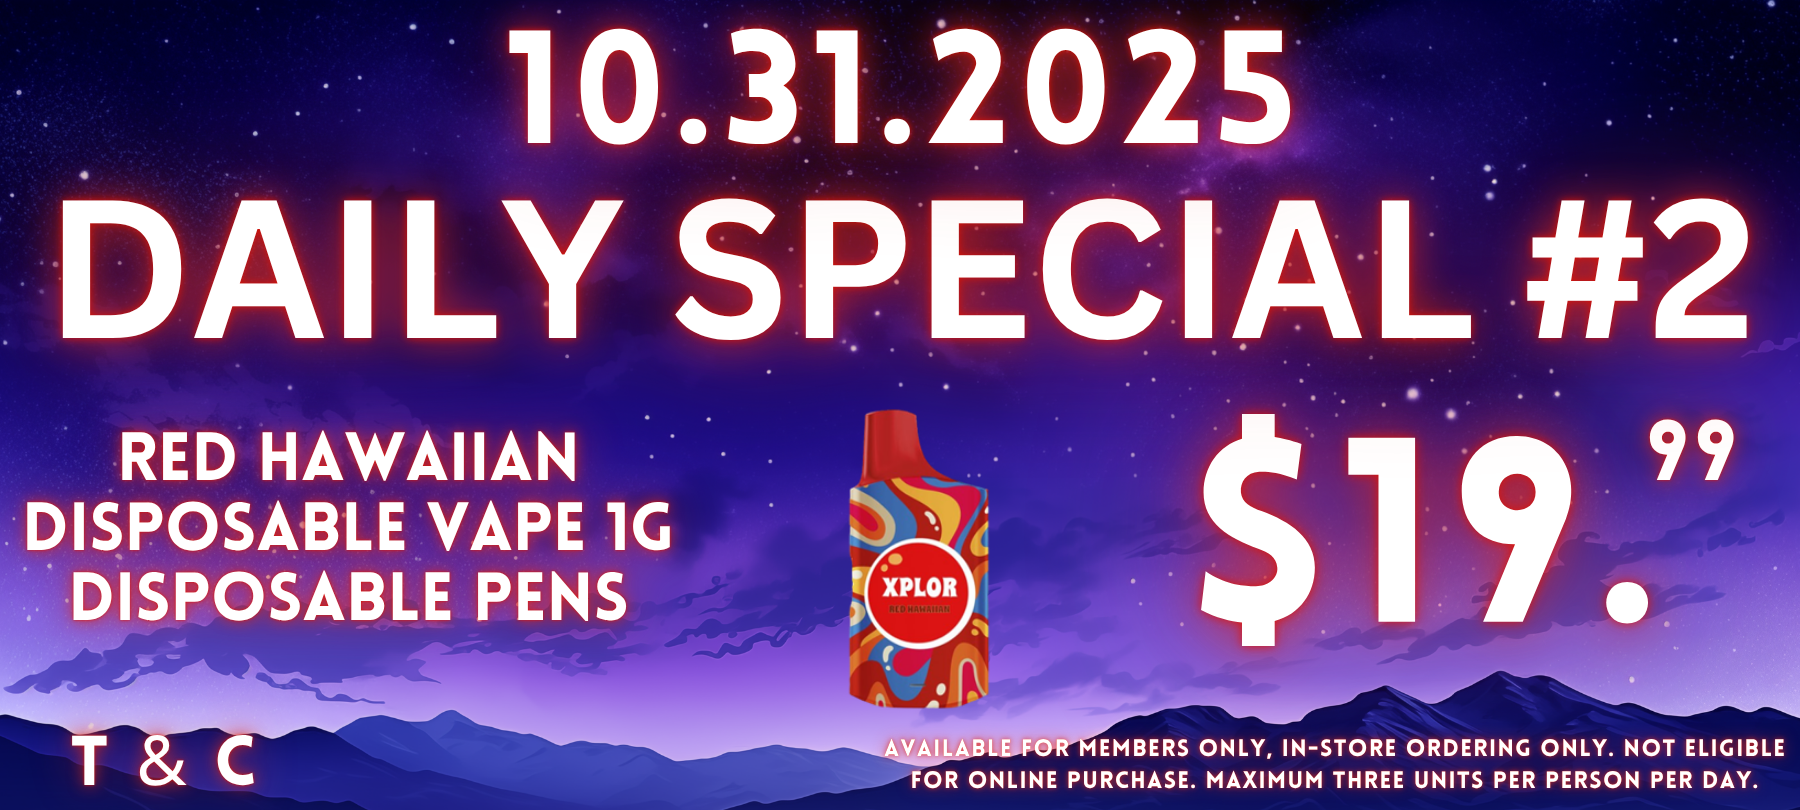 10.31.2025
DAILY SPECIAL #2
RED HAWAIIAN
DISPOSABLE VAPE 1G
DISPOSABLE PENS
$19.99
XPLOR
RED HAWAIIAN
T & C
AVAILABLE FOR MEMBERS ONLY, IN-STORE ORDERING ONLY. NOT ELIGIBLE
FOR ONLINE PURCHASE. MAXIMUM THREE UNITS PER PERSON PER DAY.